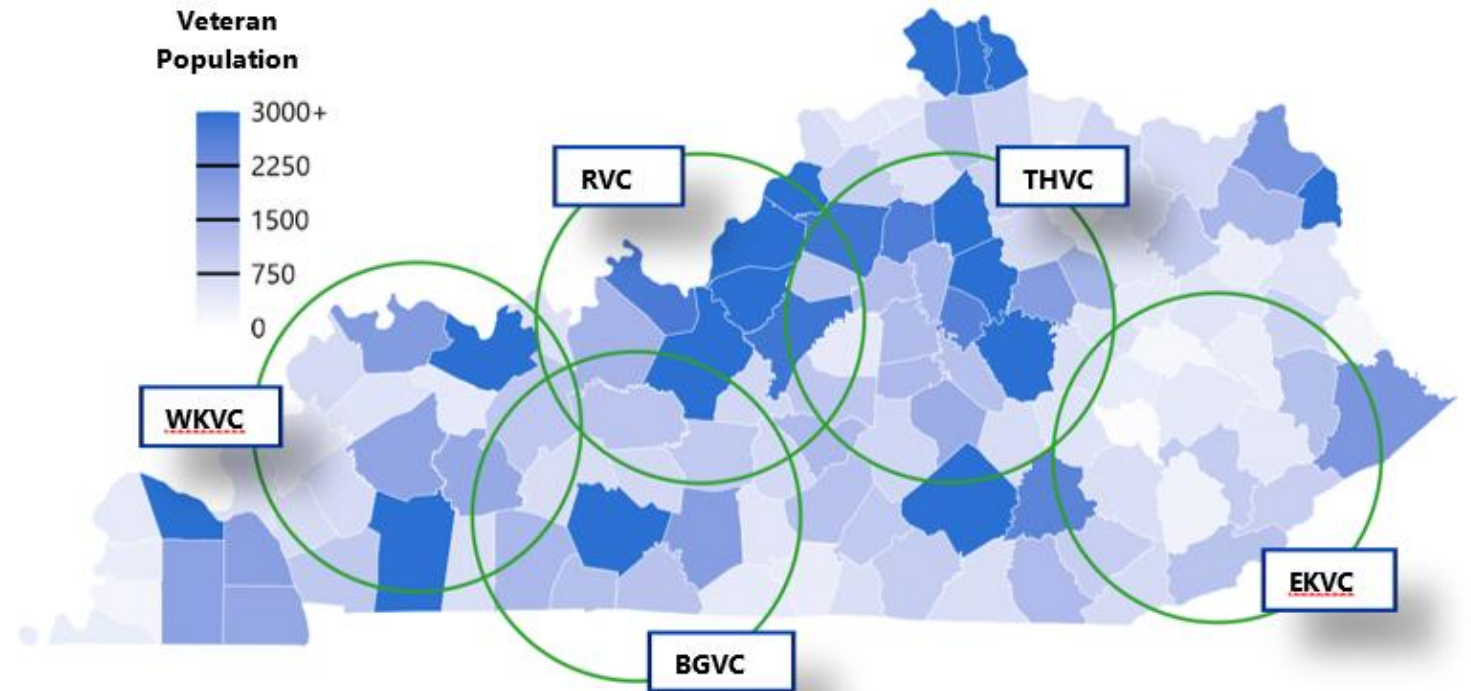 Veteran
Population
3000+
2250
1500
750
0
RVC
THVC
WKVC
EKVC
BGVC